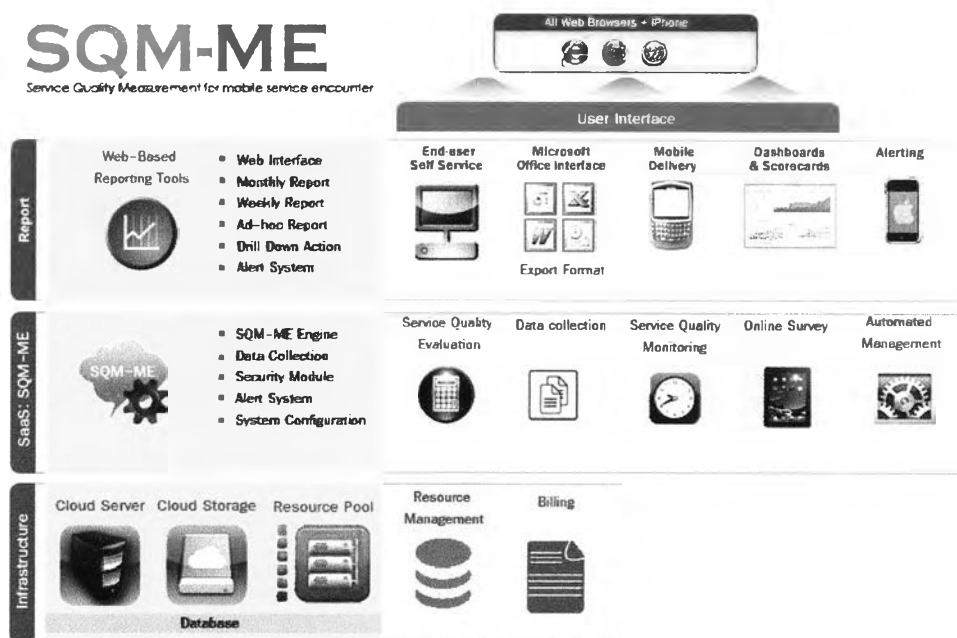 SQM-ME
Service Quality Measurement for mobile service encounter
All Web Browsers + iPhone
User Interface
Report
Web-Based
Reporting Tools
Web Interface
Monthly Report
Weekly Report
Ad-hoc Report
Drill Down Action
Alert System
End-user
Self Service
Microsoft
Office Interface
Export Format
Mobile
Delivery
Dashboards
& Scorecards
Alerting
SaaS: SQM-ME
SQM-ME
SQM-ME Engine
Data Collection
Security Module
Alert System
System Configuration
Service Quality
Evaluation
Data collection
Service Quality
Monitoring
Online Survey
Automated
Management
Infrastructure
Cloud Server
Cloud Storage
Resource Pool
Database
Resource
Management
Billing